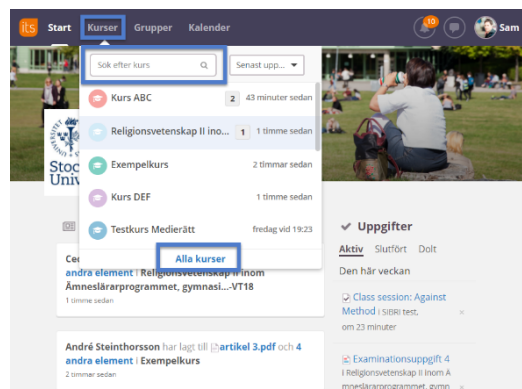 its Start Kurser Grupper Kalender 10 Sam
Sök efter kurs Senast upp...
Kurs ABC 2 43 minuter sedan
Religionsvetenskap II ino... 1 1 timme sedan
Exempelkurs 2 timmar sedan
Kurs DEF 1 timme sedan
Testkurs Medierätt fredag vid 19:23
Alla kurser
Stoc
Univ
Ced
andra element i Religionsvetenskap II inom
Ämneslärarprogrammet, gymnasi...-VT18
1 timme sedan
André Steinthorsson har lagt till artikel 3.pdf och 4
andra element i Exempelkurs
2 timmar sedan
Uppgifter
Aktiv Slutfört Dolt
Den här veckan
Class session: Against
Method i SIBRI test,
om 23 minuter
Examinationsuppgift 4
i Religionsvetenskap II inom Ä
mneslärarprogrammet, gymn